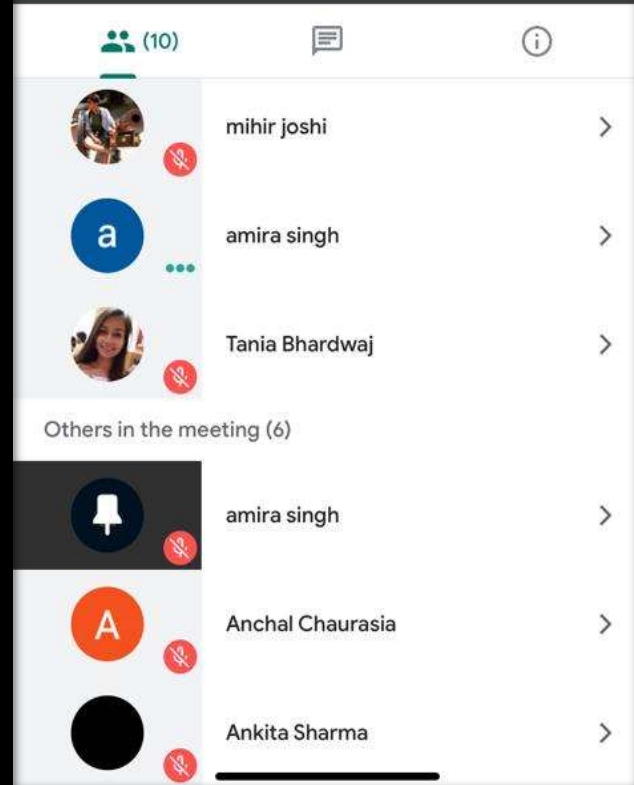 (10)
mihir joshi
a
amira singh
Tania Bhardwaj
Others in the meeting (6)
amira singh
A
Anchal Chaurasia
Ankita Sharma